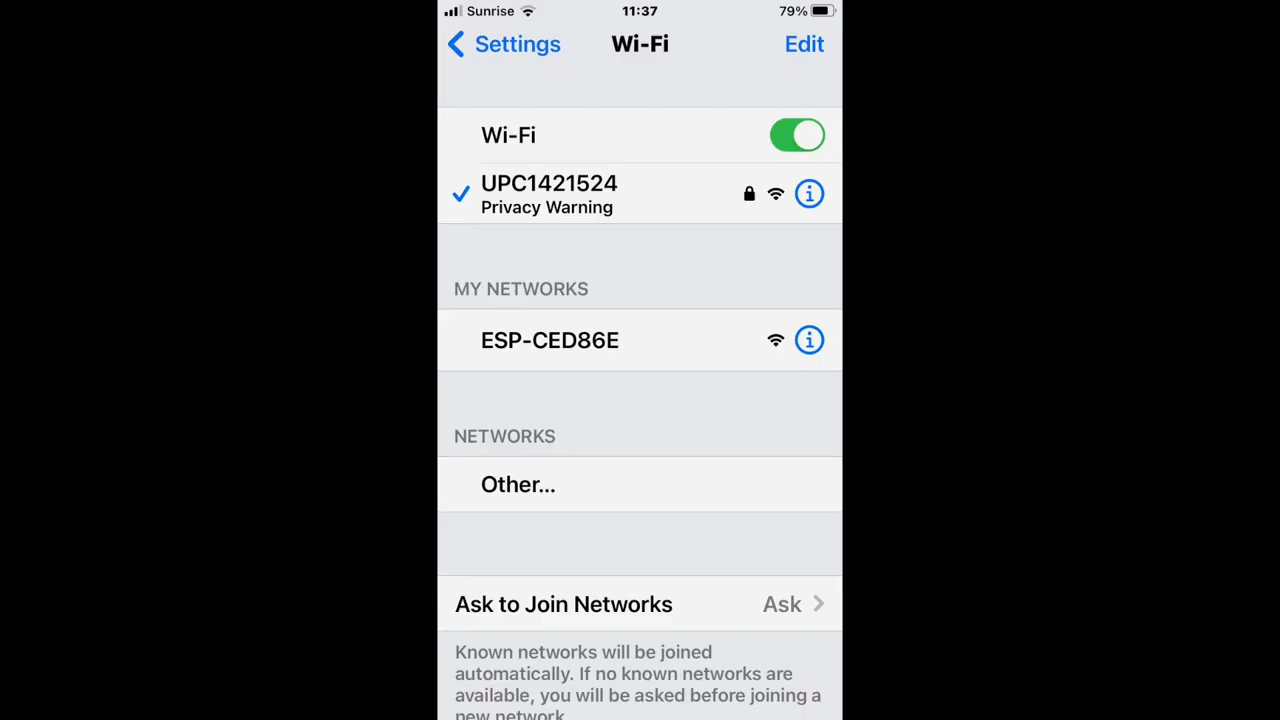 Sunrise 11:37 79%
Settings Wi-Fi Edit
Wi-Fi
UPC1421524
Privacy Warning
MY NETWORKS
ESP-CED86E
NETWORKS
Other...
Ask to Join Networks Ask
Known networks will be joined
automatically. If no known networks are
available, you will be asked before joining a
new network.